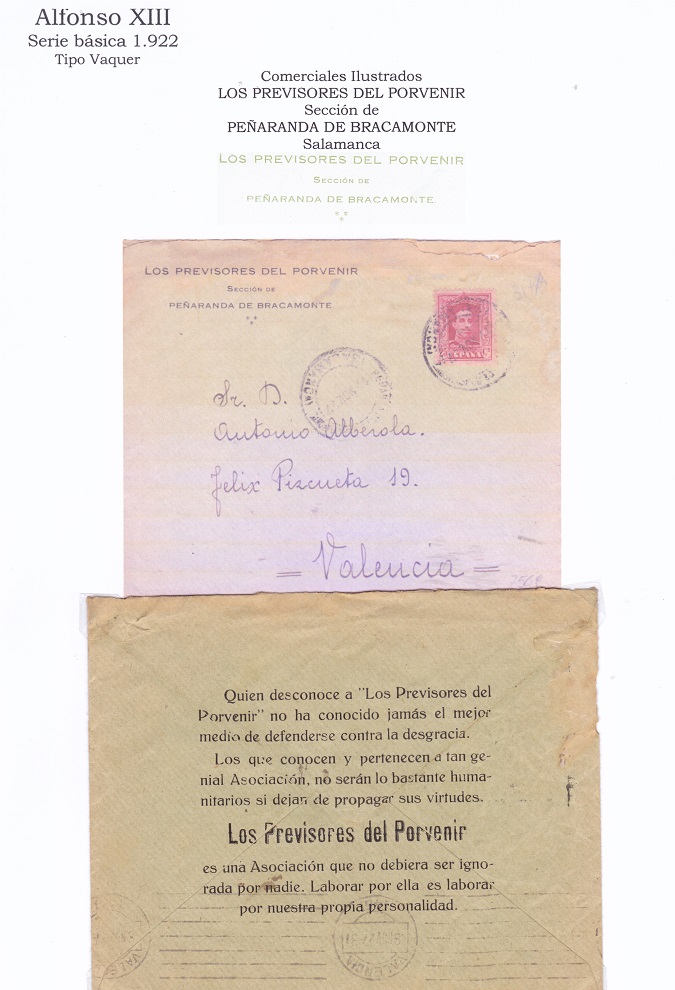 Alfonso XIII
Serie básica 1.922
Tipo Vaquer
Comerciales Ilustrados
LOS PREVISORES DEL PORVENIR
Sección de
PEÑARANDA DE BRACAMONTE
Salamanca
LOS PREVISORES DEL PORVENIR
SECCIÓN DE
PEÑARANDA DE BRACAMONTE
LOS PREVISORES DEL PORVENIR
SECCIÓN DE
PEÑARANDA DE BRACAMONTE
ESPAÑA
Sr. D.
Antonio Alberola.
Felix Pizcueta 19.
= Valencia =
Quien desconoce a "Los Previsores del
Porvenir" no ha conocido jamás el mejor
medio de defenderse contra la desgracia.
Los que conocen y pertenecen a tan ge-
nial Asociación, no serán lo bastante huma-
nitarios si dejan de propagar sus virtudes.
Los Previsores del Porvenir
es una Asociación que no debiera ser igno-
rada por nadie. Laborar por ella es laborar
por nuestra propia personalidad.
VALENCIA